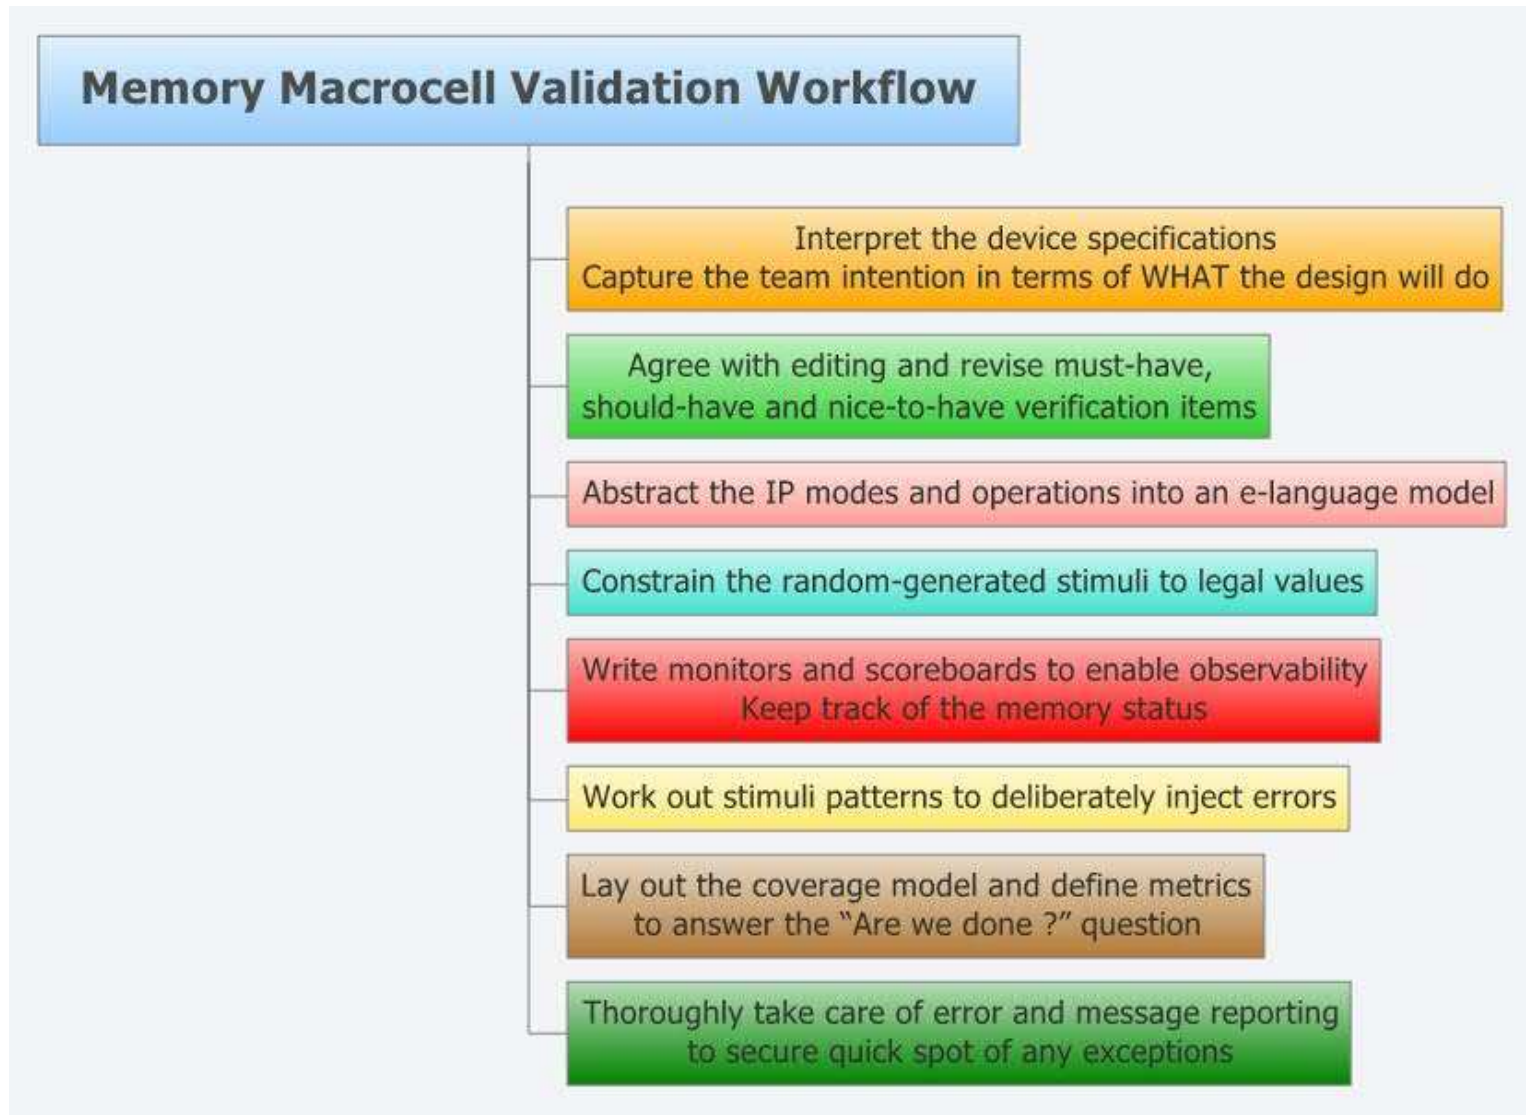 Memory Macrocell Validation Workflow
Interpret the device specifications
Capture the team intention in terms of WHAT the design will do
Agree with editing and revise must-have,
should-have and nice-to-have verification items
Abstract the IP modes and operations into an e-language model
Constrain the random-generated stimuli to legal values
Write monitors and scoreboards to enable observability
Keep track of the memory status
Work out stimuli patterns to deliberately inject errors
Lay out the coverage model and define metrics
to answer the “Are we done ?” question
Thoroughly take care of error and message reporting
to secure quick spot of any exceptions